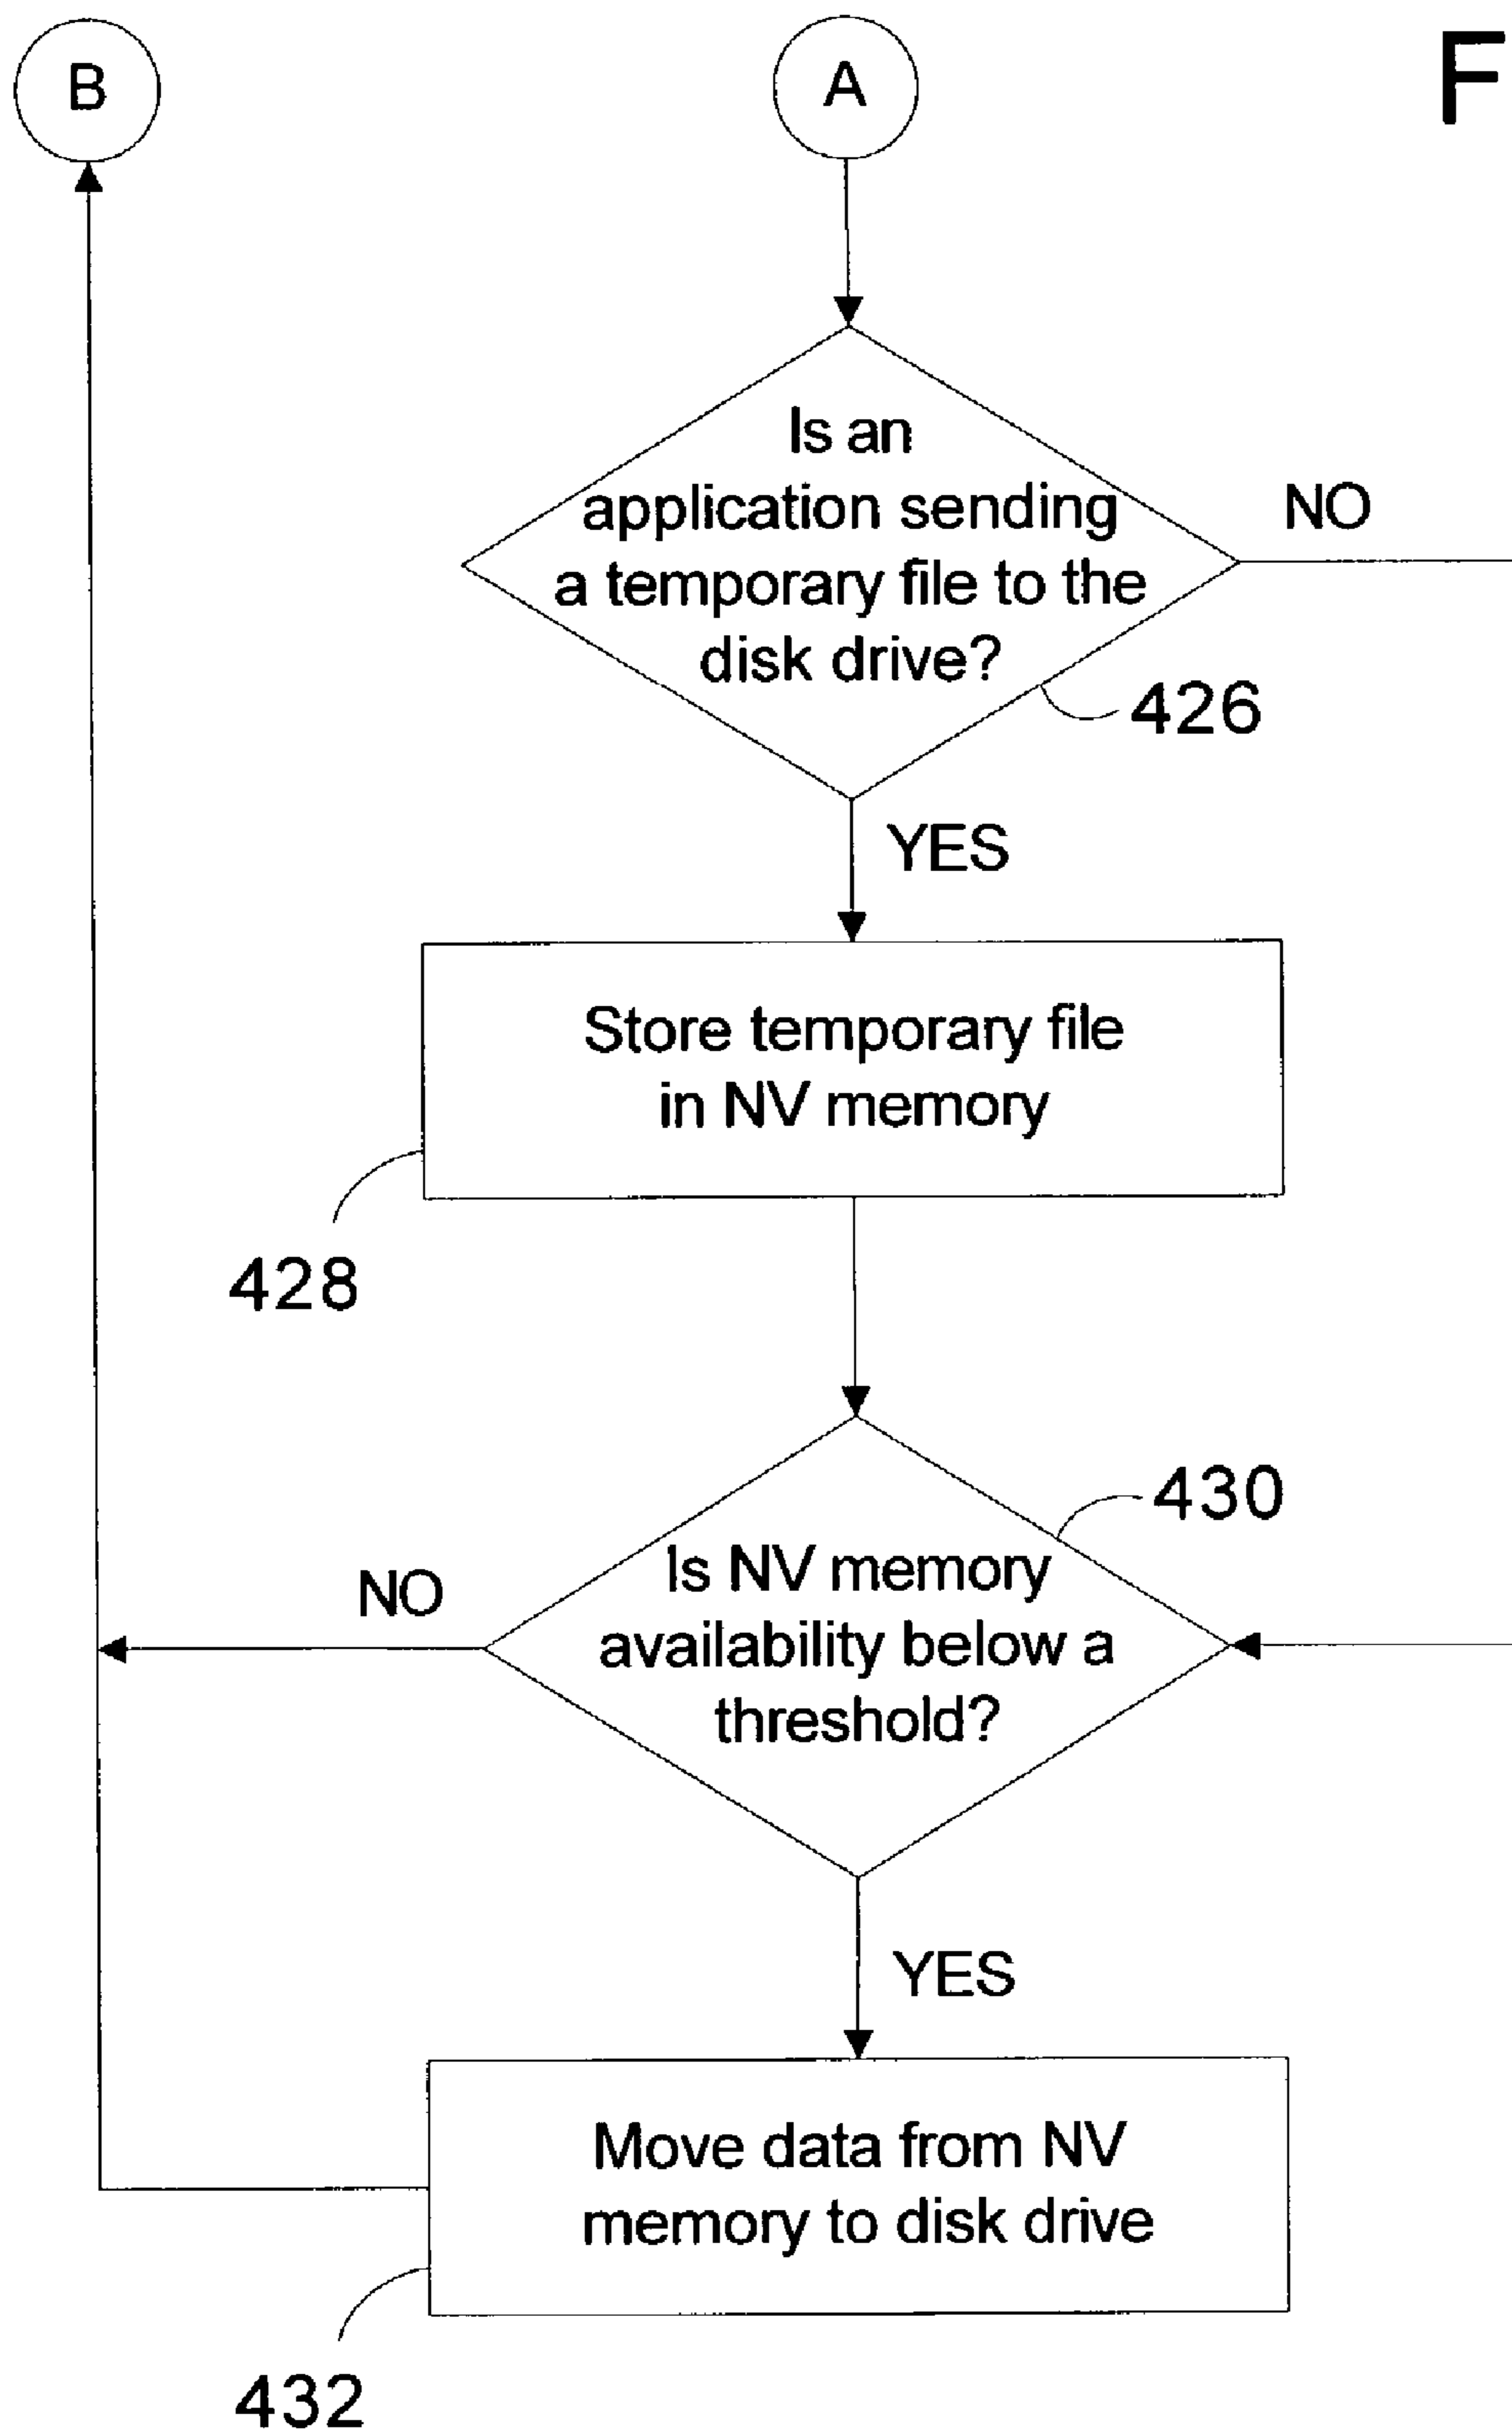 B
A
F
Is an
application sending
a temporary file to the
disk drive?
NO
426
YES
Store temporary file
in NV memory
428
430
Is NV memory
availability below a
threshold?
NO
YES
Move data from NV
memory to disk drive
432